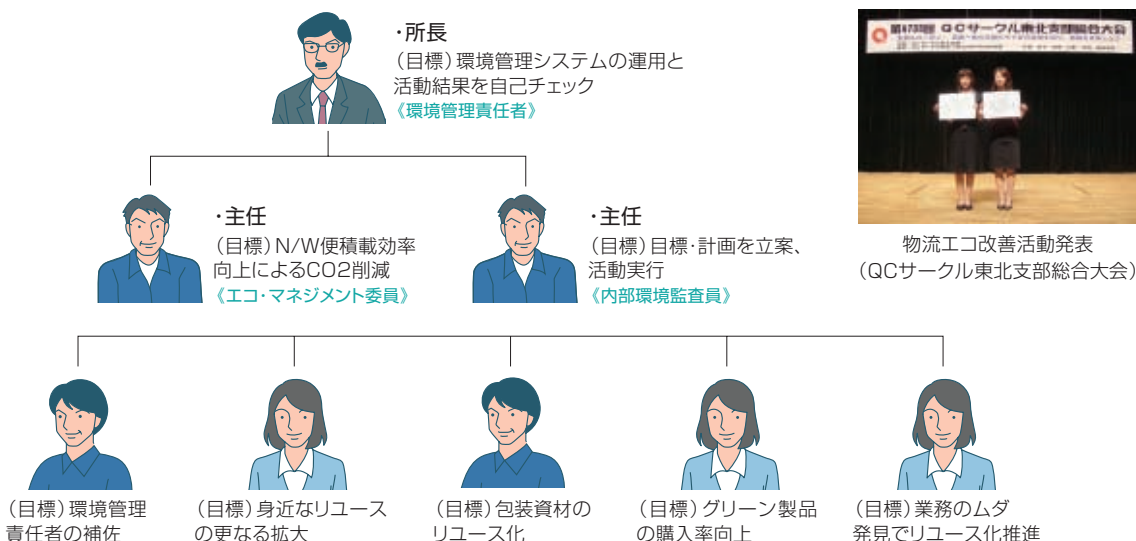 ・所長
(目標)環境管理システムの運用と
活動結果を自己チェック
《環境管理責任者》
QCサークル東北支部総合大会
・主任
(目標)N/W便積載効率
向上によるCO2削減
《エコ・マネジメント委員》
・主任
(目標)目標・計画を立案、
活動実行
《内部環境監査員》
物流エコ改善活動発表
(QCサークル東北支部総合大会)
(目標)環境管理
責任者の補佐
(目標)身近なリユース
の更なる拡大
(目標)包装資材の
リユース化
(目標)グリーン製品
の購入率向上
(目標)業務のムダ
発見でリユース化推進